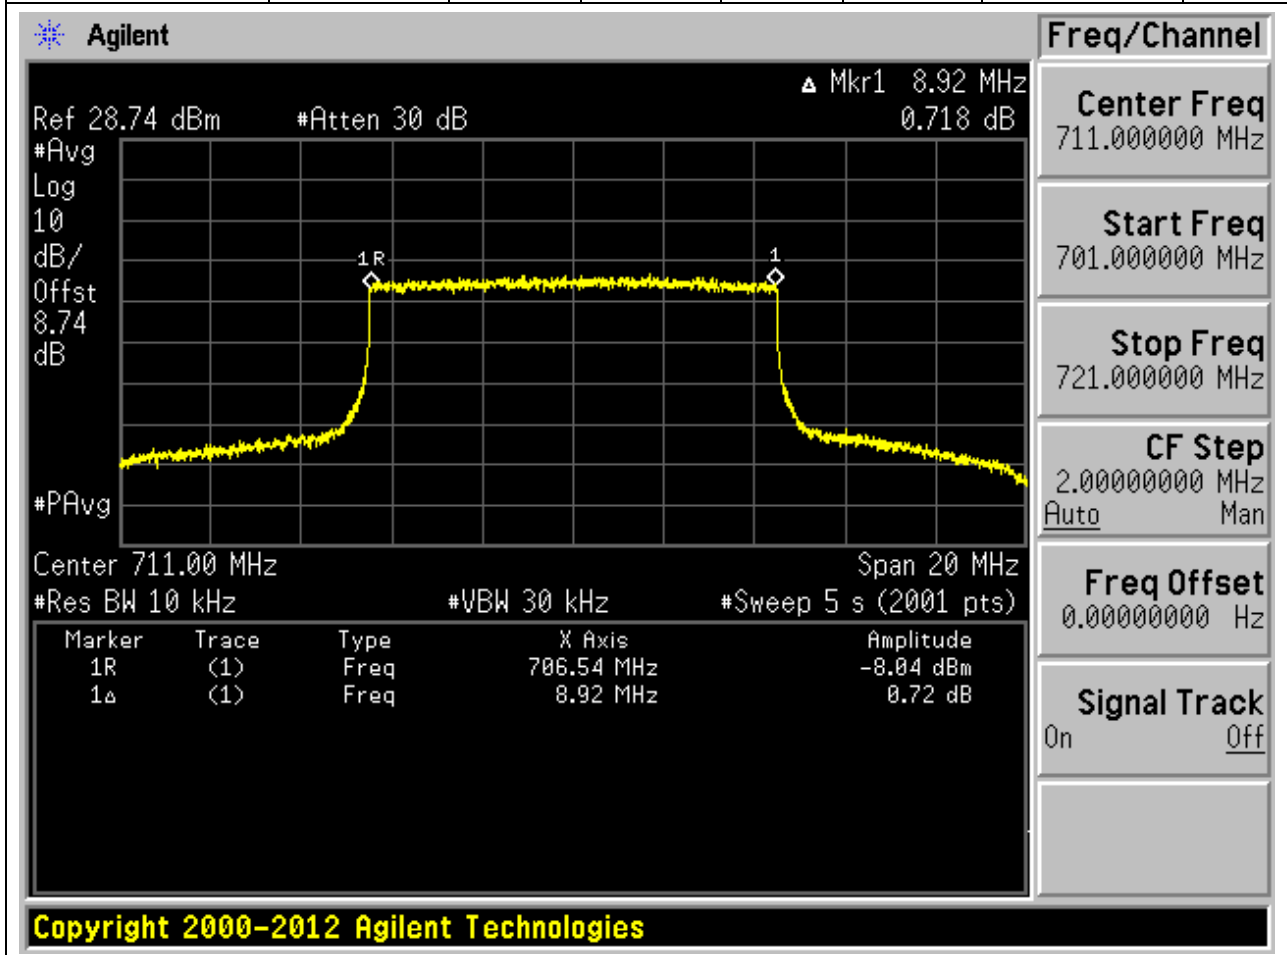 Agilent
Freq/Channel
▵ Mkr1 8.92 MHz
Ref 28.74 dBm #Atten 30 dB 0.718 dB
#Avg
Log
10
dB/
Offst
8.74
dB
1R
1
#PAvg
Center 711.00 MHz Span 20 MHz
#Res BW 10 kHz #VBW 30 kHz #Sweep 5 s (2001 pts)
Marker Trace Type X Axis Amplitude
1R (1) Freq 706.54 MHz -8.04 dBm
1▵ (1) Freq 8.92 MHz 0.72 dB
Center Freq
711.000000 MHz
Start Freq
701.000000 MHz
Stop Freq
721.000000 MHz
CF Step
2.00000000 MHz
Auto Man
Freq Offset
0.00000000 Hz
Signal Track
On Off
Copyright 2000-2012 Agilent Technologies